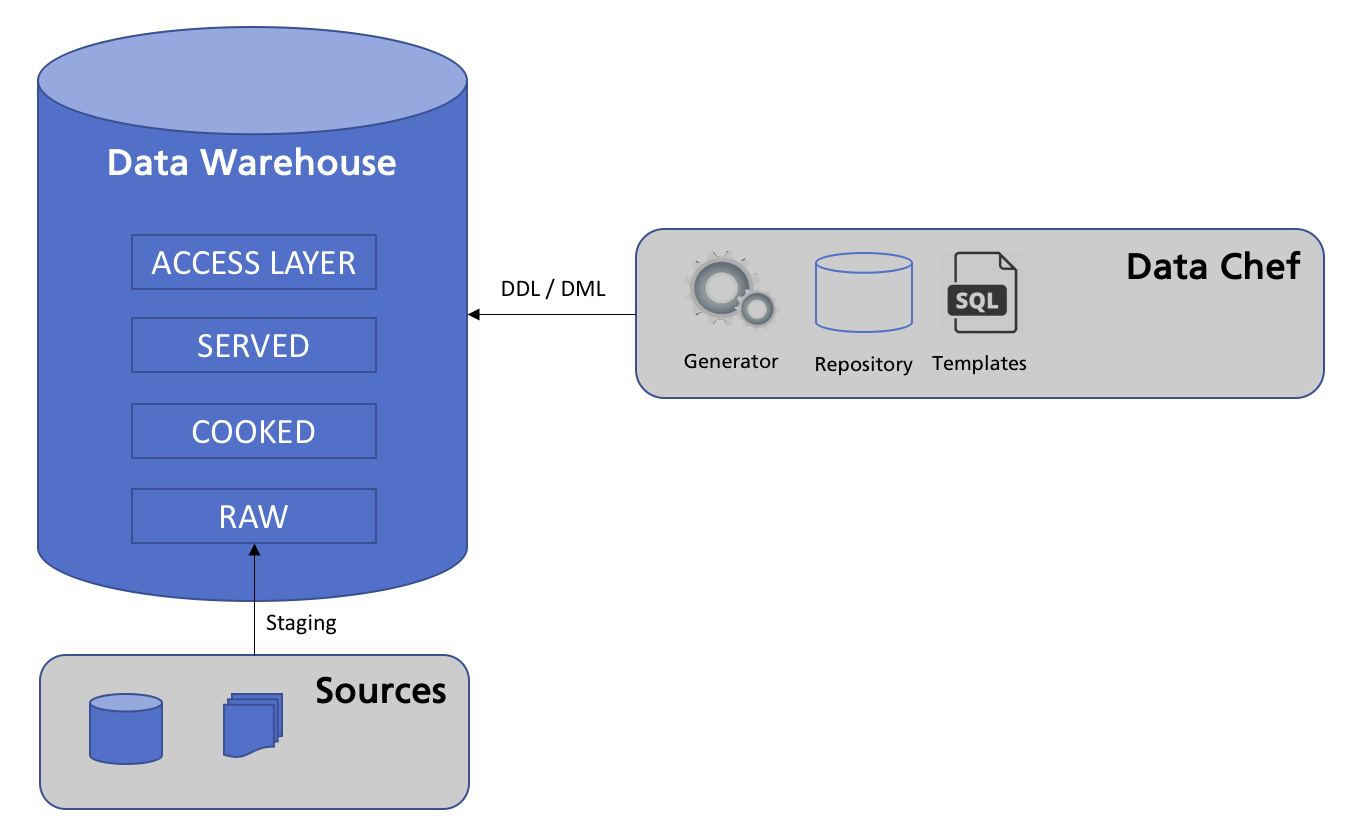 Data Warehouse
ACCESS LAYER
SERVED
COOKED
RAW
Staging
Sources
DDL / DML
Data Chef
SQL
Generator
Repository
Templates